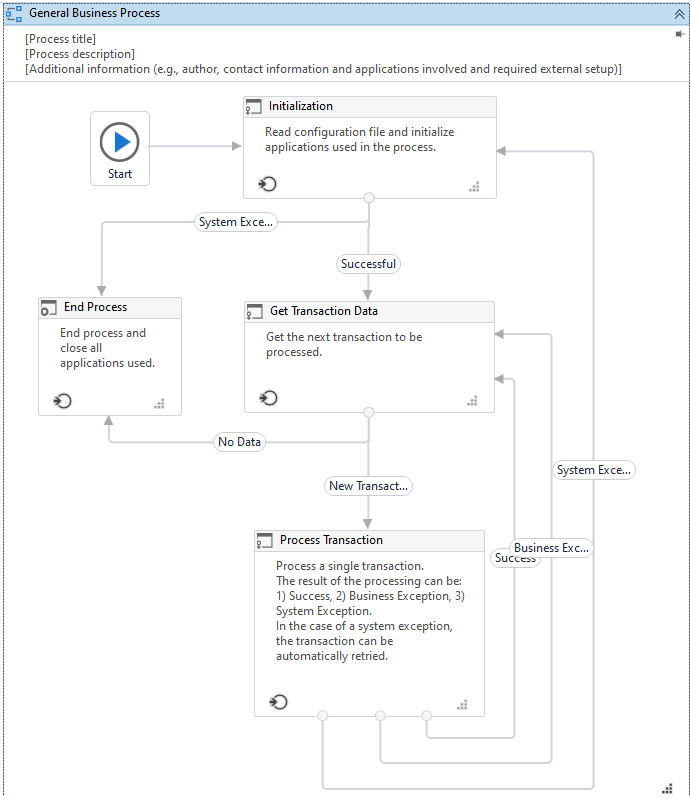 General Business Process
[Process title]
[Process description]
[Additional information (e.g., author, contact information and applications involved and required external setup)]
Initialization
Read configuration file and initialize
applications used in the process.
Start
System Exce...
Successful
End Process
End process and
close all
applications used.
Get Transaction Data
Get the next transaction to be
processed.
No Data
System Exce...
New Transact...
Business Exc...
Success
Process Transaction
Process a single transaction.
The result of the processing can be:
1) Success, 2) Business Exception, 3)
System Exception.
In the case of a system exception,
the transaction can be
automatically retried.